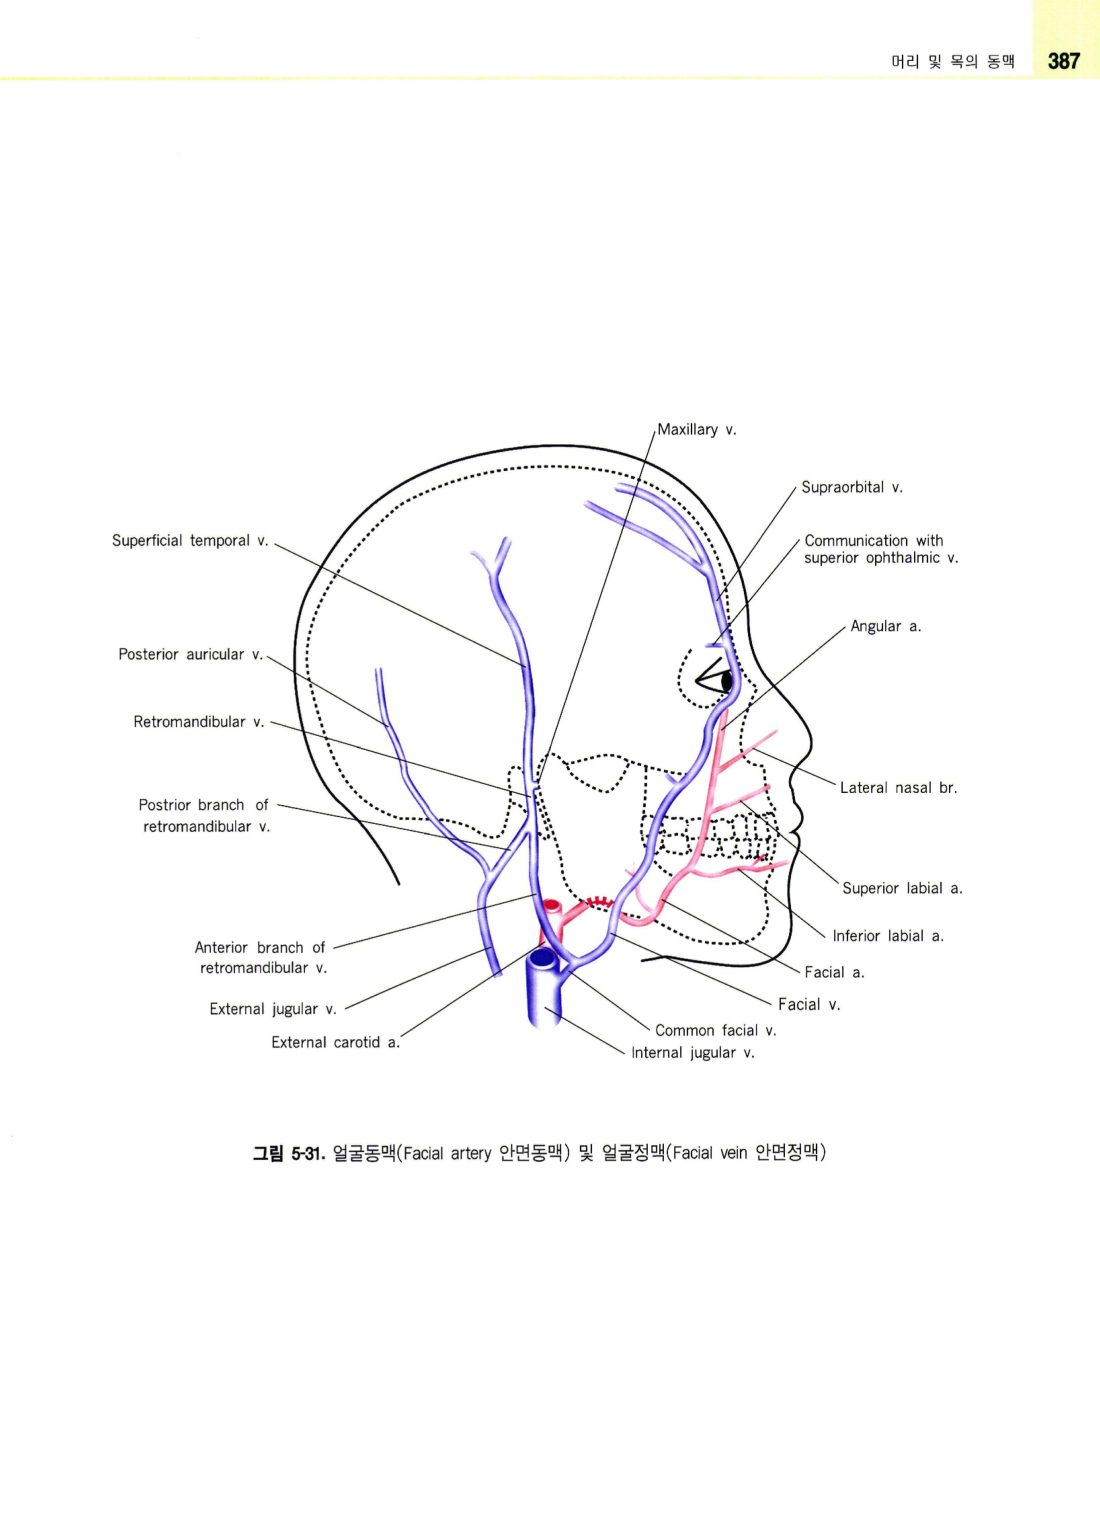 머리 및 목의 동맥 387
Maxillary v.
Supraorbital v.
Superficial temporal v.
Communication with
superior ophthalmic v.
Angular a.
Posterior auricular v.
Retromandibular v.
Lateral nasal br.
Postrior branch of
retromandibular v.
Superior labial a.
Inferior labial a.
Anterior branch of
retromandibular v.
Facial a.
External jugular v.
Facial v.
External carotid a.
Common facial v.
Internal jugular v.
그림 5-31. 얼굴동맥(Facial artery 안면동맥) 및 얼굴정맥(Facial vein 안면정맥)